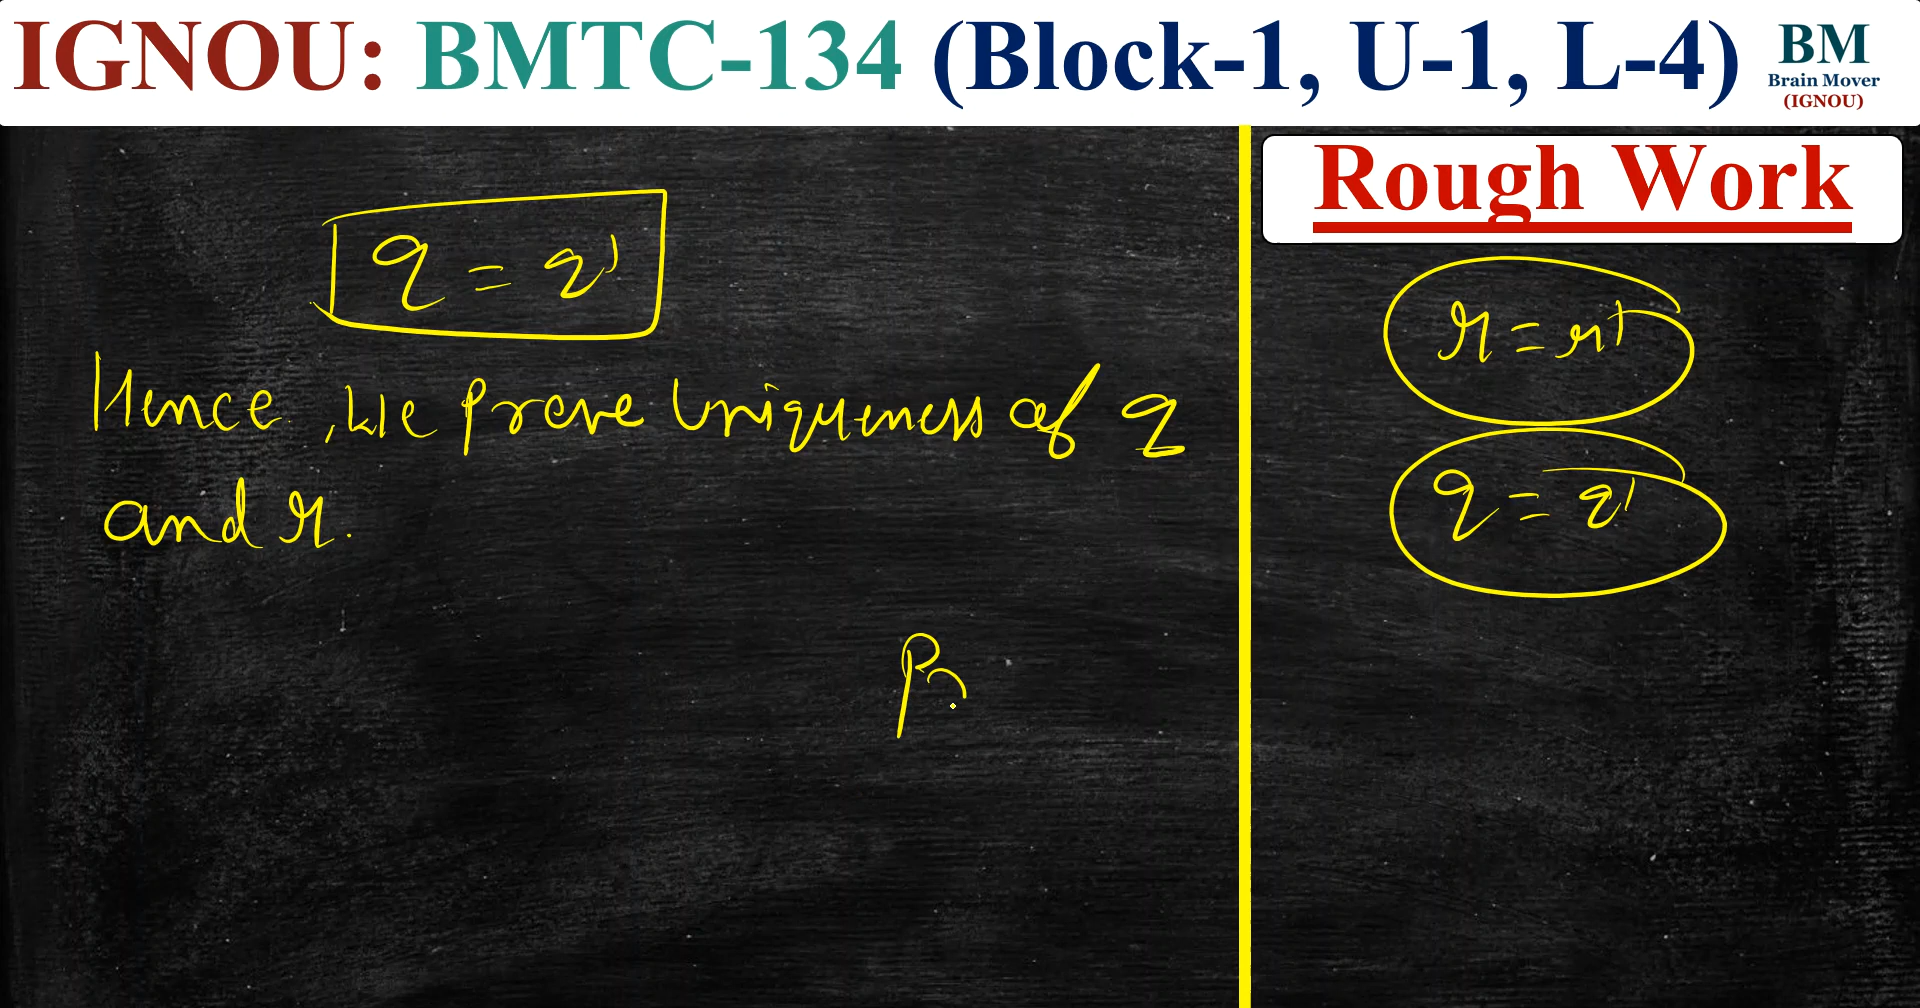 IGNOU: BMTC-134 (Block-1, U-1, L-4)
BM
Brain Mover
(IGNOU)
Rough Work
q = q'
Hence, We prove Uniqueness of q
and r.
Pr
r = r'
q = q'